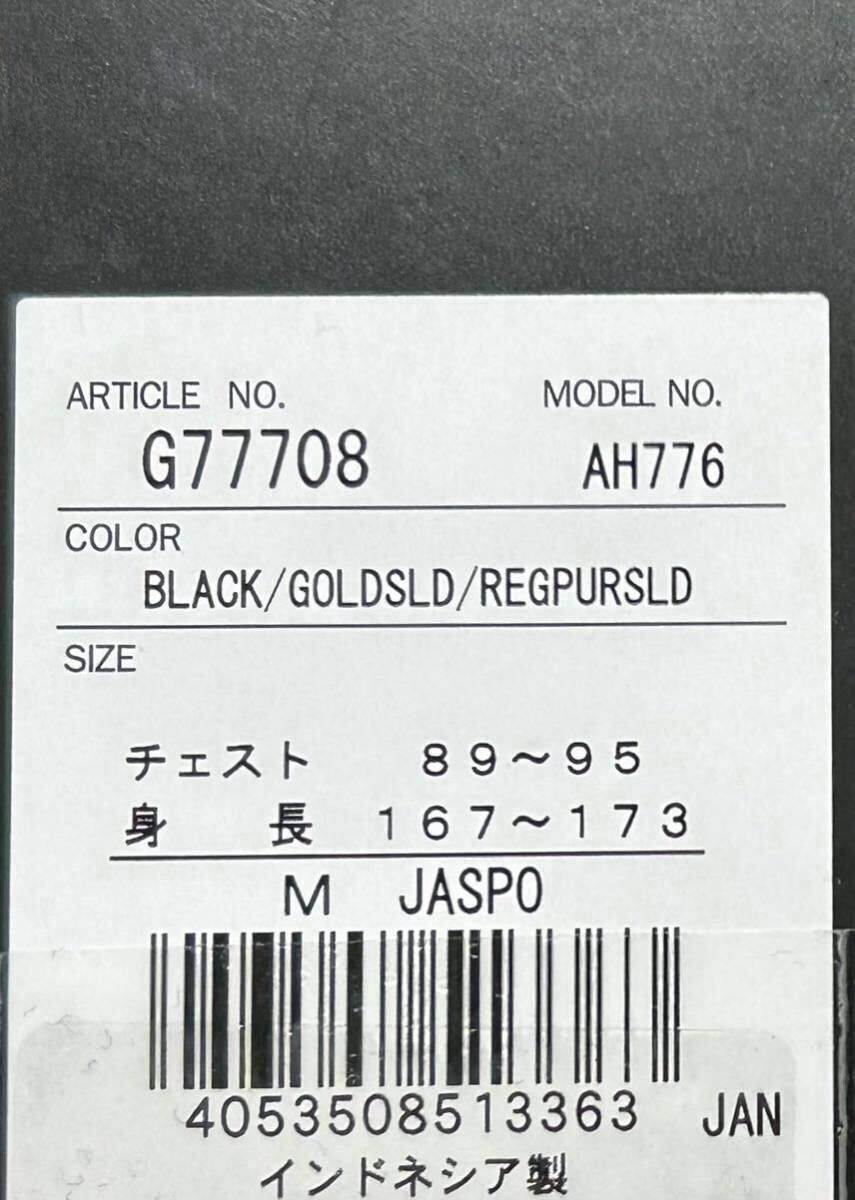 ARTICLE NO. MODEL NO.
G77708 AH776
COLOR
BLACK/GOLDSLD/REGPURSLD
SIZE
チェスト ８９～９５
身　長 １６７～１７３
M JASPO
4053508513363 JAN
インドネシア製